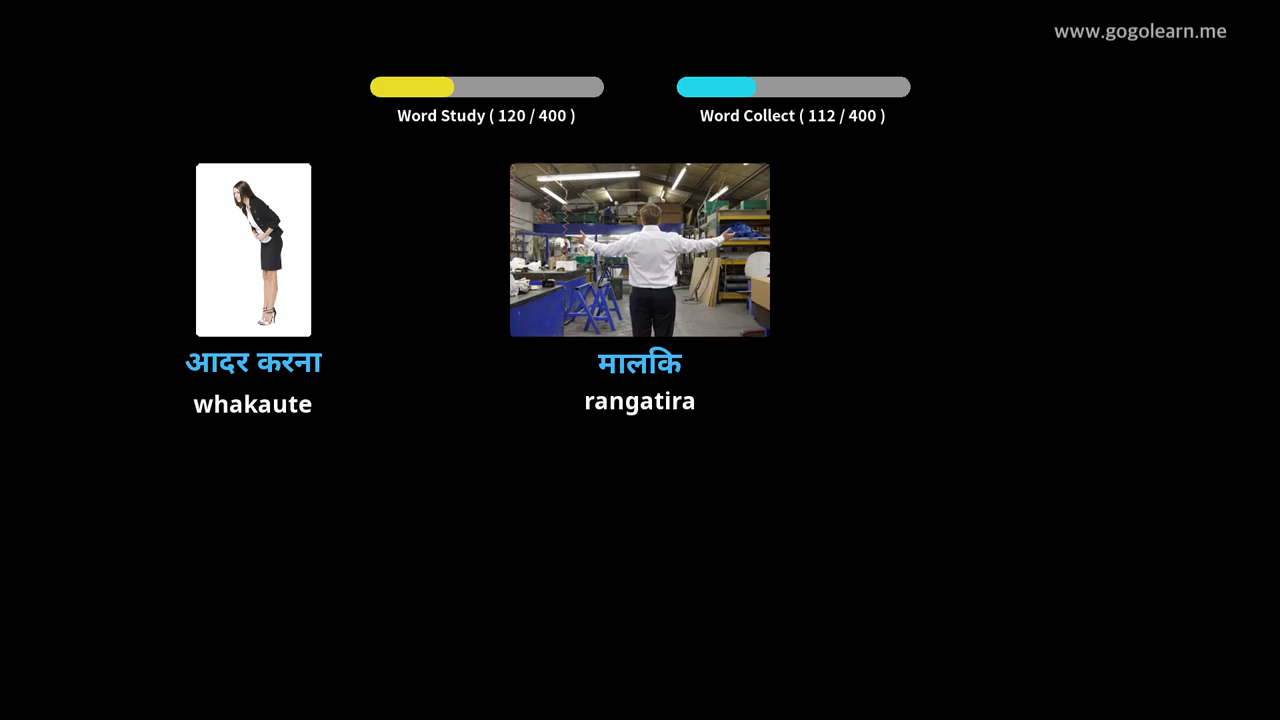 www.gogolearn.me
Word Study ( 120 / 400 )
Word Collect ( 112 / 400 )
आदर करना
whakaute
मालकि
rangatira